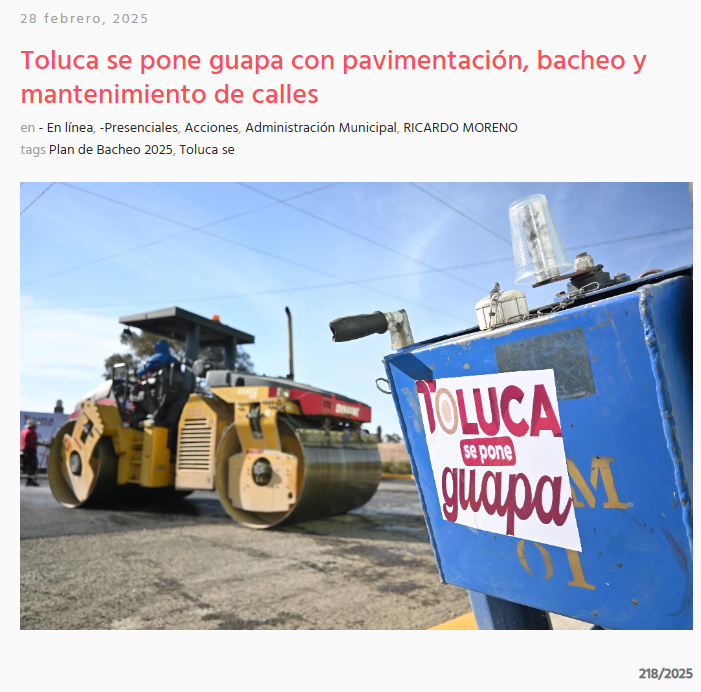 28 febrero, 2025
Toluca se pone guapa con pavimentación, bacheo y
mantenimiento de calles
en - En línea, -Presenciales, Acciones, Administración Municipal, RICARDO MORENO
tags Plan de Bacheo 2025, Toluca se
TOLUCA
se pone
guapa
M
01
218/2025